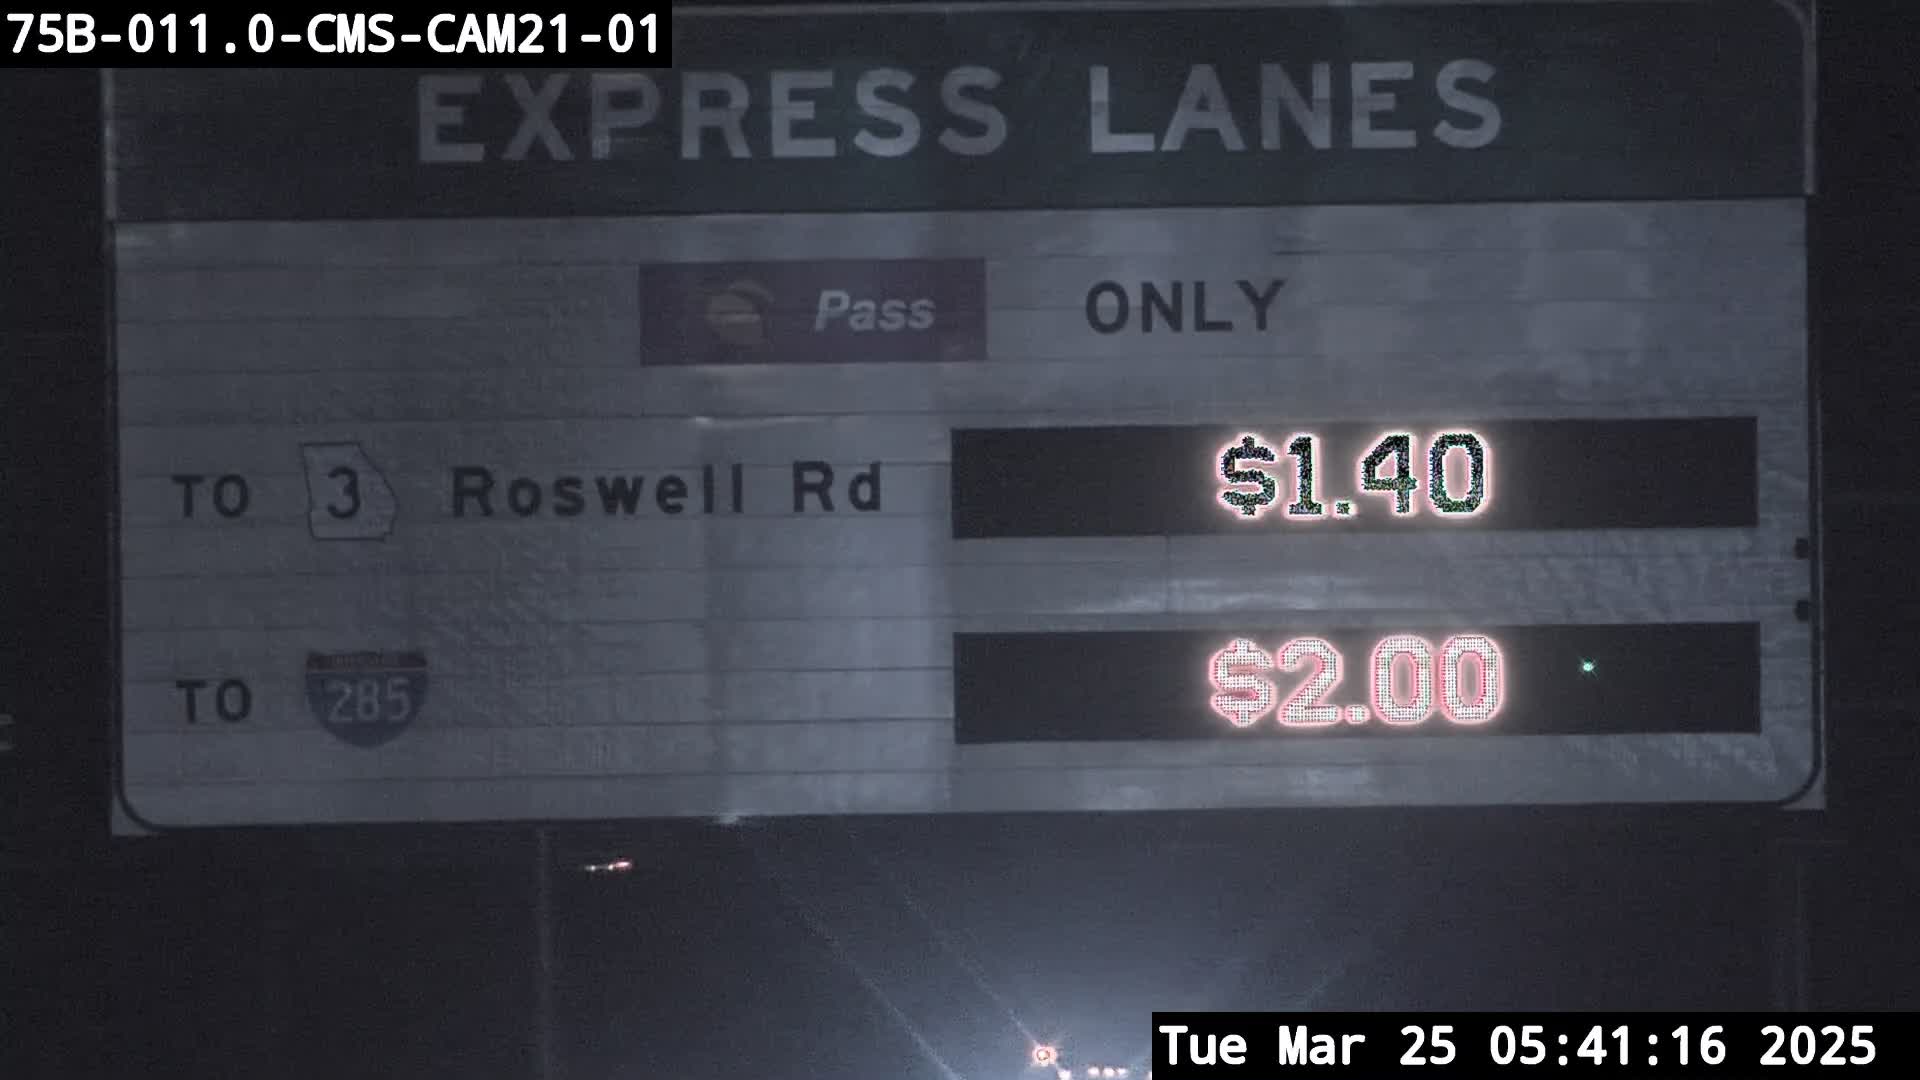 75B-011.0-CMS-CAM21-01
EXPRESS LANES
Pass ONLY
TO 3 Roswell Rd $1.40
TO 285 $2.00
Tue Mar 25 05:41:16 2025